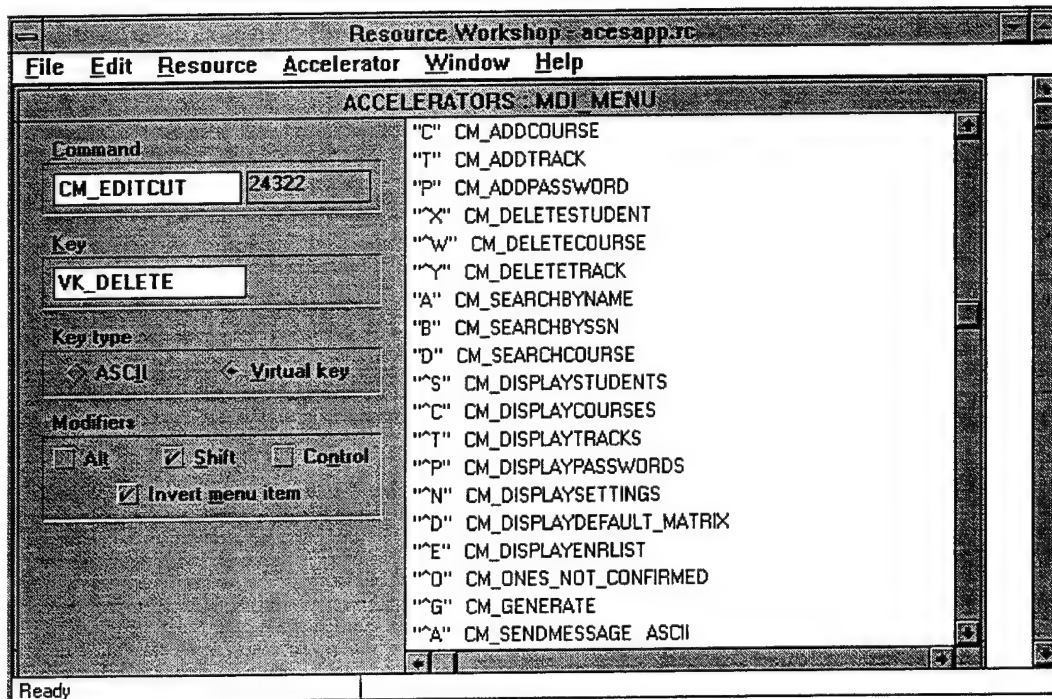 Resource Workshop - acesapp.rc
File Edit Resource Accelerator Window Help
ACCELERATORS : MDI_MENU
Command
CM_EDITCUT 24322
Key
VK_DELETE
Key type
ASCII Virtual key
Modifiers
Alt Shift Control
Invert menu item
"C" CM_ADDCOURSE
"T" CM_ADDTRACK
"P" CM_ADDPASSWORD
"^X" CM_DELETESTUDENT
"^W" CM_DELETECOURSE
"^Y" CM_DELETETRACK
"A" CM_SEARCHBYNAME
"B" CM_SEARCHBYSSN
"D" CM_SEARCHCOURSE
"^S" CM_DISPLAYSTUDENTS
"^C" CM_DISPLAYCOURSES
"^T" CM_DISPLAYTRACKS
"^P" CM_DISPLAYPASSWORDS
"^N" CM_DISPLAYSETTINGS
"^D" CM_DISPLAYDEFAULT_MATRIX
"^E" CM_DISPLAYENRLIST
"^O" CM_ONES_NOT_CONFIRMED
"^G" CM_GENERATE
"^A" CM_SENDMESSAGE ASCII
Ready